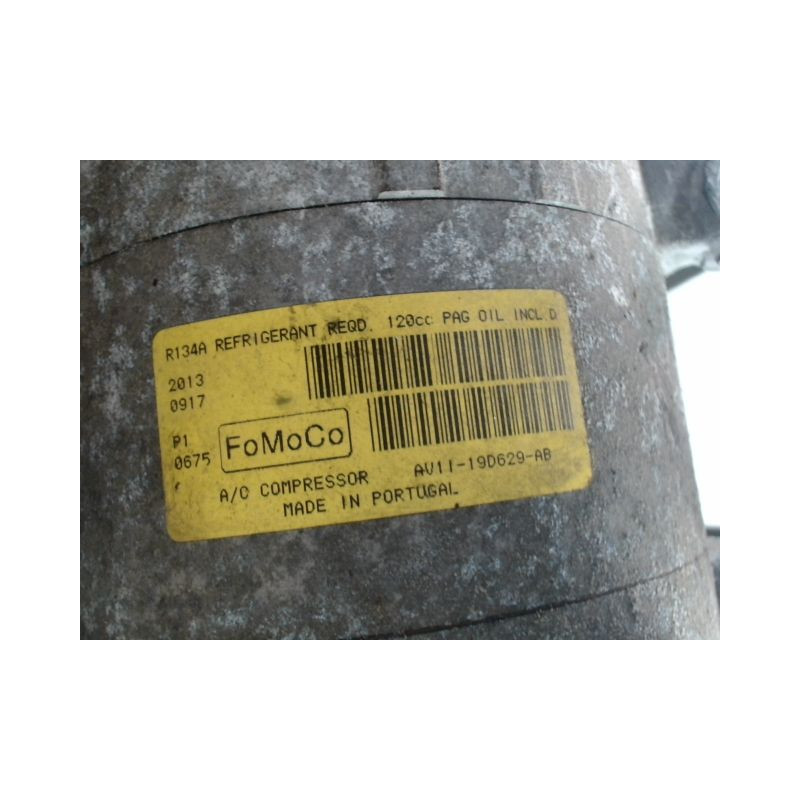 R134A REFRIGERANT REQD. 120cc PAG OIL INCL D
2013
0917
P1
0675
FoMoCo
A/C COMPRESSOR AV11-19D629-AB
MADE IN PORTUGAL